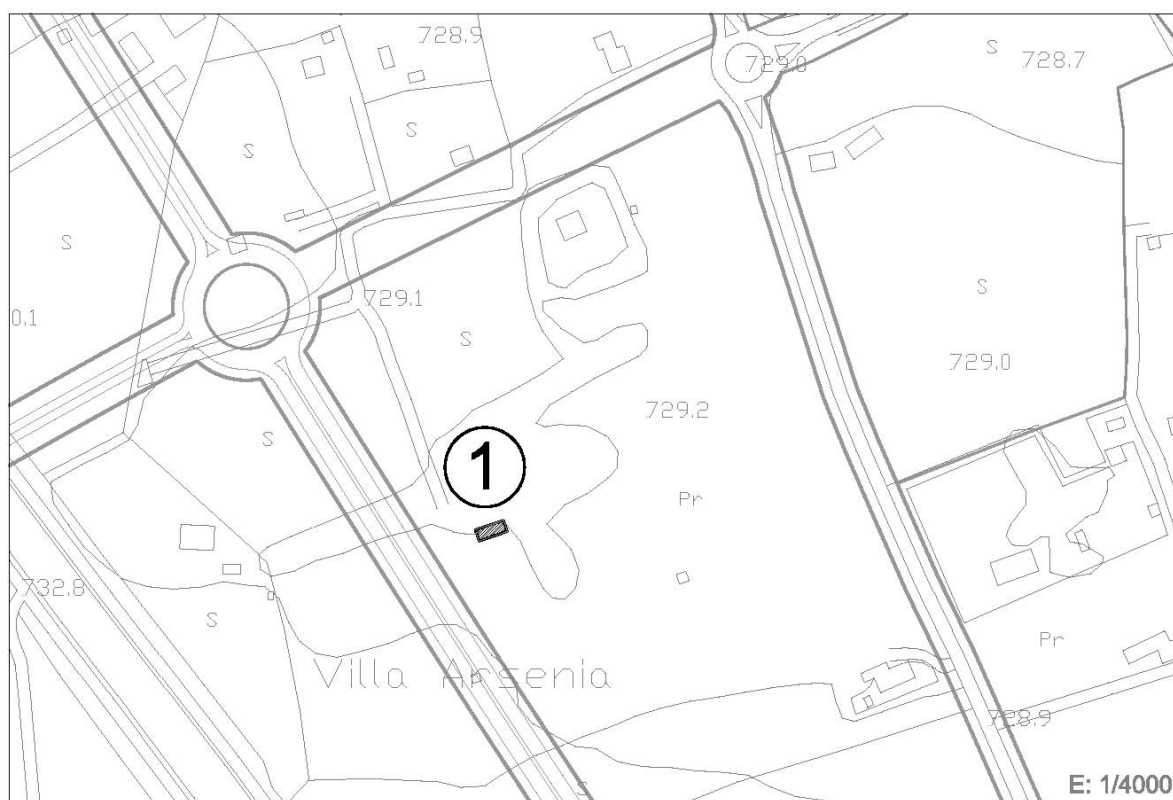 728.9
729.0
S
728.7
S
S
S
S
0.1
729.1
S
729.0
729.2
S
1
Pr
732.8
S
Pr
Villa Arsenia
728.9
S
E: 1/4000